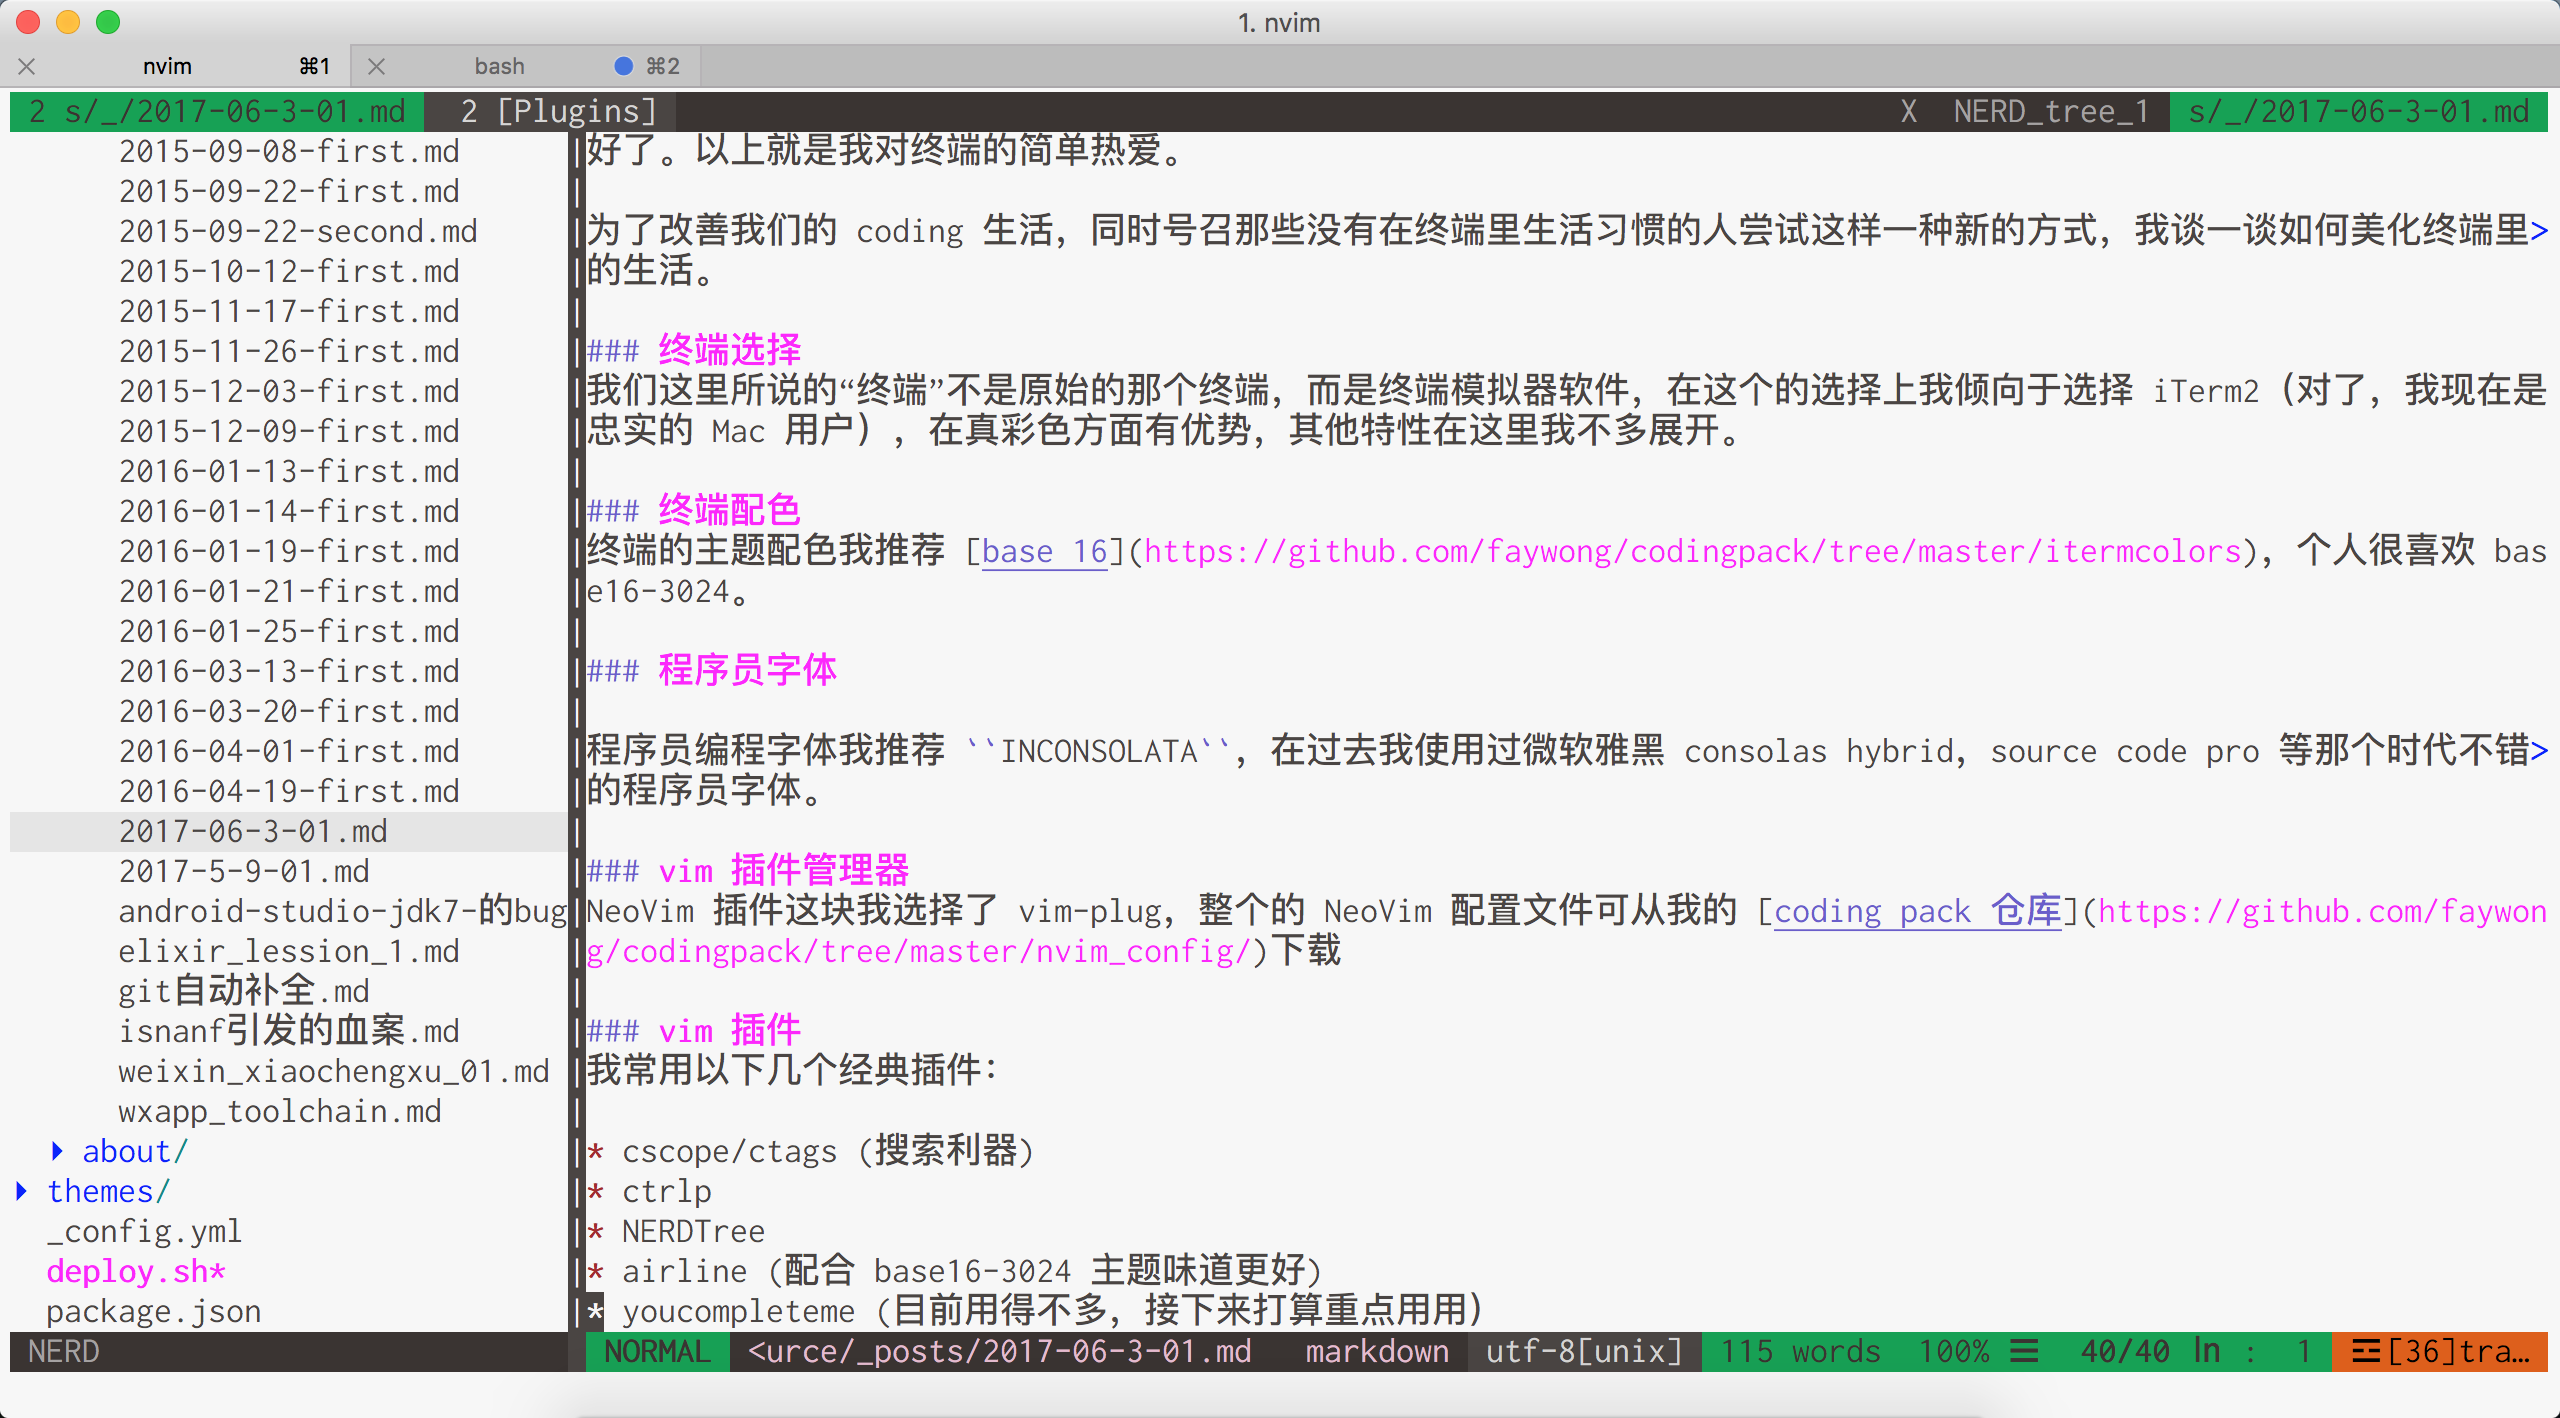 1. nvim
nvim ⌘1 bash ⌘2
2 s/_/2017-06-3-01.md 2 [Plugins] X NERD_tree_1 s/_/2017-06-3-01.md
2015-09-08-first.md
2015-09-22-first.md
2015-09-22-second.md
2015-10-12-first.md
2015-11-17-first.md
2015-11-26-first.md
2015-12-03-first.md
2015-12-09-first.md
2016-01-13-first.md
2016-01-14-first.md
2016-01-19-first.md
2016-01-21-first.md
2016-01-25-first.md
2016-03-13-first.md
2016-03-20-first.md
2016-04-01-first.md
2016-04-19-first.md
2017-06-3-01.md
2017-5-9-01.md
android-studio-jdk7-的bug
elixir_lession_1.md
git自动补全.md
isnanf引发的血案.md
weixin_xiaochengxu_01.md
wxapp_toolchain.md
about/
themes/
_config.yml
deploy.sh*
package.json
NERD
好了。以上就是我对终端的简单热爱。
为了改善我们的 coding 生活，同时号召那些没有在终端里生活习惯的人尝试这样一种新的方式，我谈一谈如何美化终端里>
的生活。
### 终端选择
我们这里所说的“终端”不是原始的那个终端，而是终端模拟器软件，在这个的选择上我倾向于选择 iTerm2（对了，我现在是
忠实的 Mac 用户），在真彩色方面有优势，其他特性在这里我不多展开。
### 终端配色
终端的主题配色我推荐 [base 16](https://github.com/faywong/codingpack/tree/master/itermcolors)，个人很喜欢 bas
e16-3024。
### 程序员字体
程序员编程字体我推荐 ``INCONSOLATA``，在过去我使用过微软雅黑 consolas hybrid，source code pro 等那个时代不错>
的程序员字体。
### vim 插件管理器
NeoVim 插件这块我选择了 vim-plug，整个的 NeoVim 配置文件可从我的 [coding pack 仓库](https://github.com/faywon
g/codingpack/tree/master/nvim_config/)下载
### vim 插件
我常用以下几个经典插件：
* cscope/ctags (搜索利器)
* ctrlp
* NERDTree
* airline (配合 base16-3024 主题味道更好)
* youcompleteme (目前用得不多，接下来打算重点用用)
NORMAL <urce/_posts/2017-06-3-01.md markdown utf-8[unix] 115 words 100% ☰ 40/40 ln : 1 ☲[36]tra…